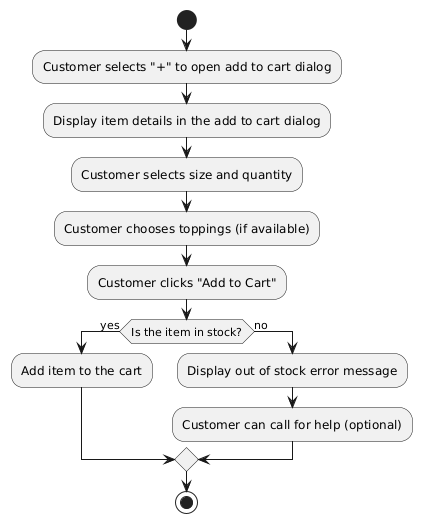 Customer selects "+" to open add to cart dialog
Display item details in the add to cart dialog
Customer selects size and quantity
Customer chooses toppings (if available)
Customer clicks "Add to Cart"
yes
Is the item in stock?
no
Add item to the cart
Display out of stock error message
Customer can call for help (optional)